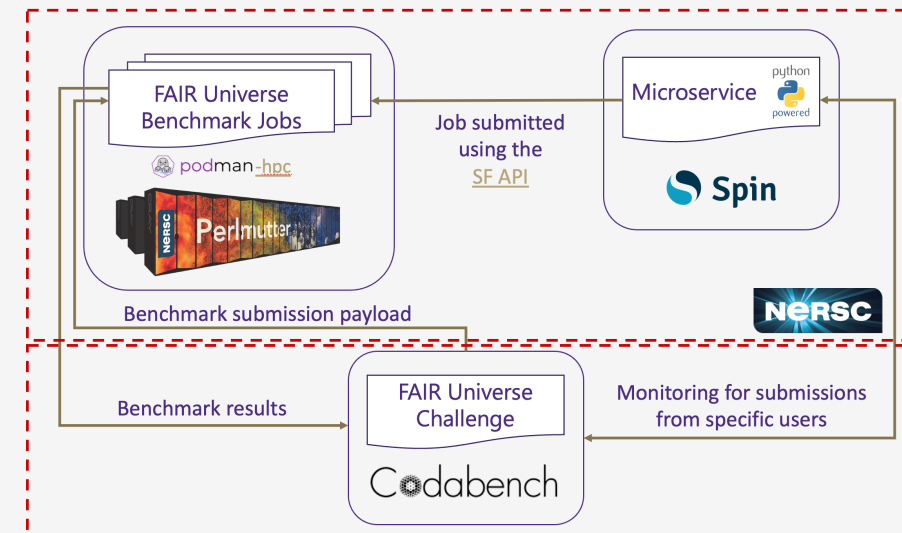 FAIR Universe
Benchmark Jobs
podman-hpc
NERSC
Perlmutter
Job submitted
using the
SF API
Microservice
python
powered
Spin
NERSC
Benchmark submission payload
Benchmark results
FAIR Universe
Challenge
Codabench
Monitoring for submissions
from specific users